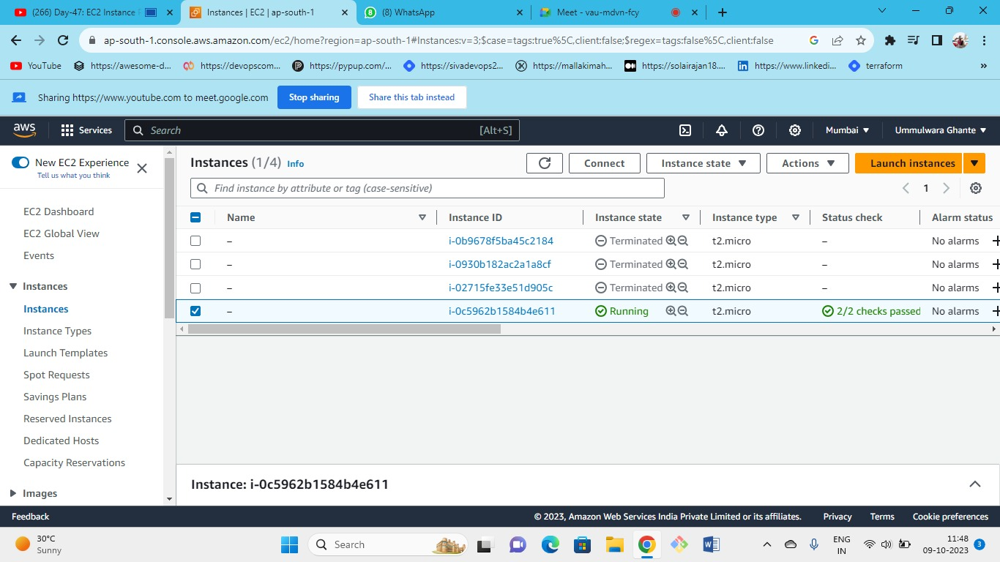 (266) Day-47: EC2 Instance
Instances | EC2 | ap-south-1
(8) WhatsApp
Meet - vau-mdvn-fcy
ap-south-1.console.aws.amazon.com/ec2/home?region=ap-south-1#Instances:v=3;$case=tags:true%5C,client:false;$regex=tags:false%5C,client:false
YouTube https://awesome-d... https://devopscom... https://pypup.com/... https://sivadevops2... https://mallakimah... https://solairajan18.... https://www.linkedi... terraform »
Sharing https://www.youtube.com to meet.google.com Stop sharing Share this tab instead
aws Services Search [Alt+S] Mumbai Ummulwara Ghante
New EC2 Experience
Tell us what you think
EC2 Dashboard
EC2 Global View
Events
Instances
Instances
Instance Types
Launch Templates
Spot Requests
Savings Plans
Reserved Instances
Dedicated Hosts
Capacity Reservations
Images
Instances (1/4) Info Connect Instance state Actions Launch instances
Find instance by attribute or tag (case-sensitive) 1
Name Instance ID Instance state Instance type Status check Alarm status
– i-0b9678f5ba45c2184 Terminated t2.micro – No alarms +
– i-0930b182ac2a1a8cf Terminated t2.micro – No alarms +
– i-02715fe33e51d905c Terminated t2.micro – No alarms +
– i-0c5962b1584b4e611 Running t2.micro 2/2 checks passed No alarms +
Instance: i-0c5962b1584b4e611
Feedback © 2023, Amazon Web Services India Private Limited or its affiliates. Privacy Terms Cookie preferences
30°C
Sunny
Search
ENG
IN
11:48
09-10-2023
3